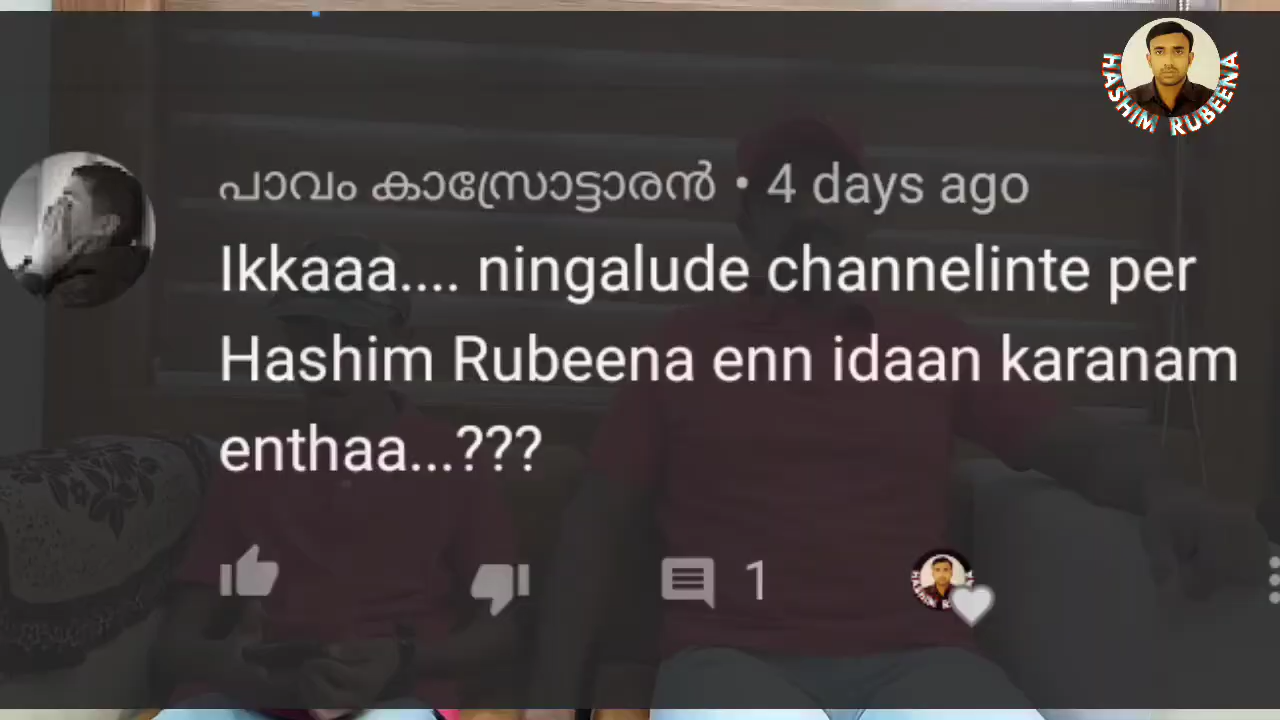 HASHIM RUBEENA
പാവം കാസ്രോട്ടാരൻ • 4 days ago
Ikkaaa.... ningalude channelinte per
Hashim Rubeena enn idaan karanam
enthaa...???
1